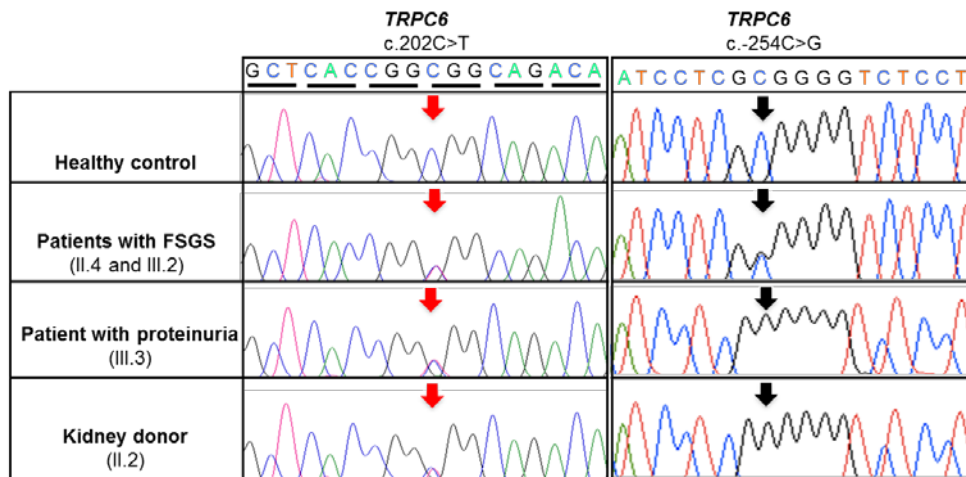 TRPC6
c.202C>T
TRPC6
c.-254C>G
GCTCACCGGCGGCAGACA
ATCCTCGCGGGGTCTCCT
Healthy control
Patients with FSGS
(II.4 and III.2)
Patient with proteinuria
(III.3)
Kidney donor
(II.2)